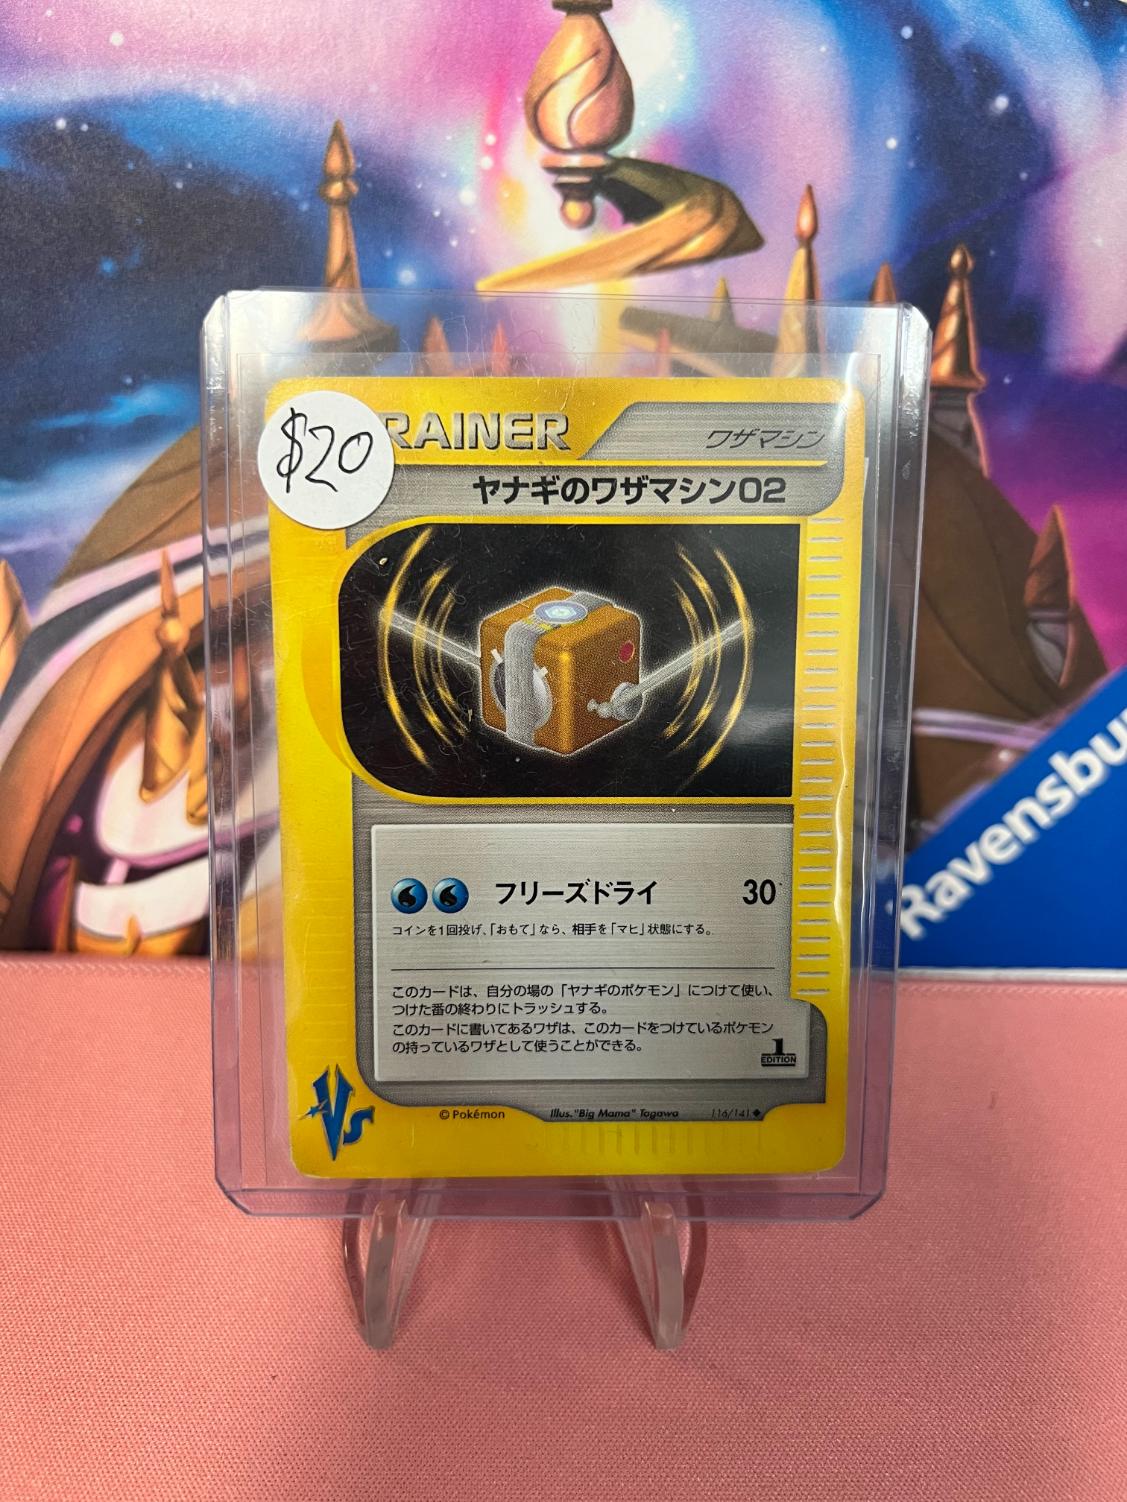 $20
RAINER
ワザマシン
ヤナギのワザマシン02
フリーズドライ 30
コインを1回投げ、「おもて」なら、相手を「マヒ」状態にする。
このカードは、自分の場の「ヤナギのポケモン」につけて使い、
つけた番の終わりにトラッシュする。
このカードに書いてあるワザは、このカードをつけているポケモン
の持っているワザとして使うことができる。
1
EDITION
VS
© Pokémon Illus. "Big Mama" Tagawa 116/141
Ravensbu